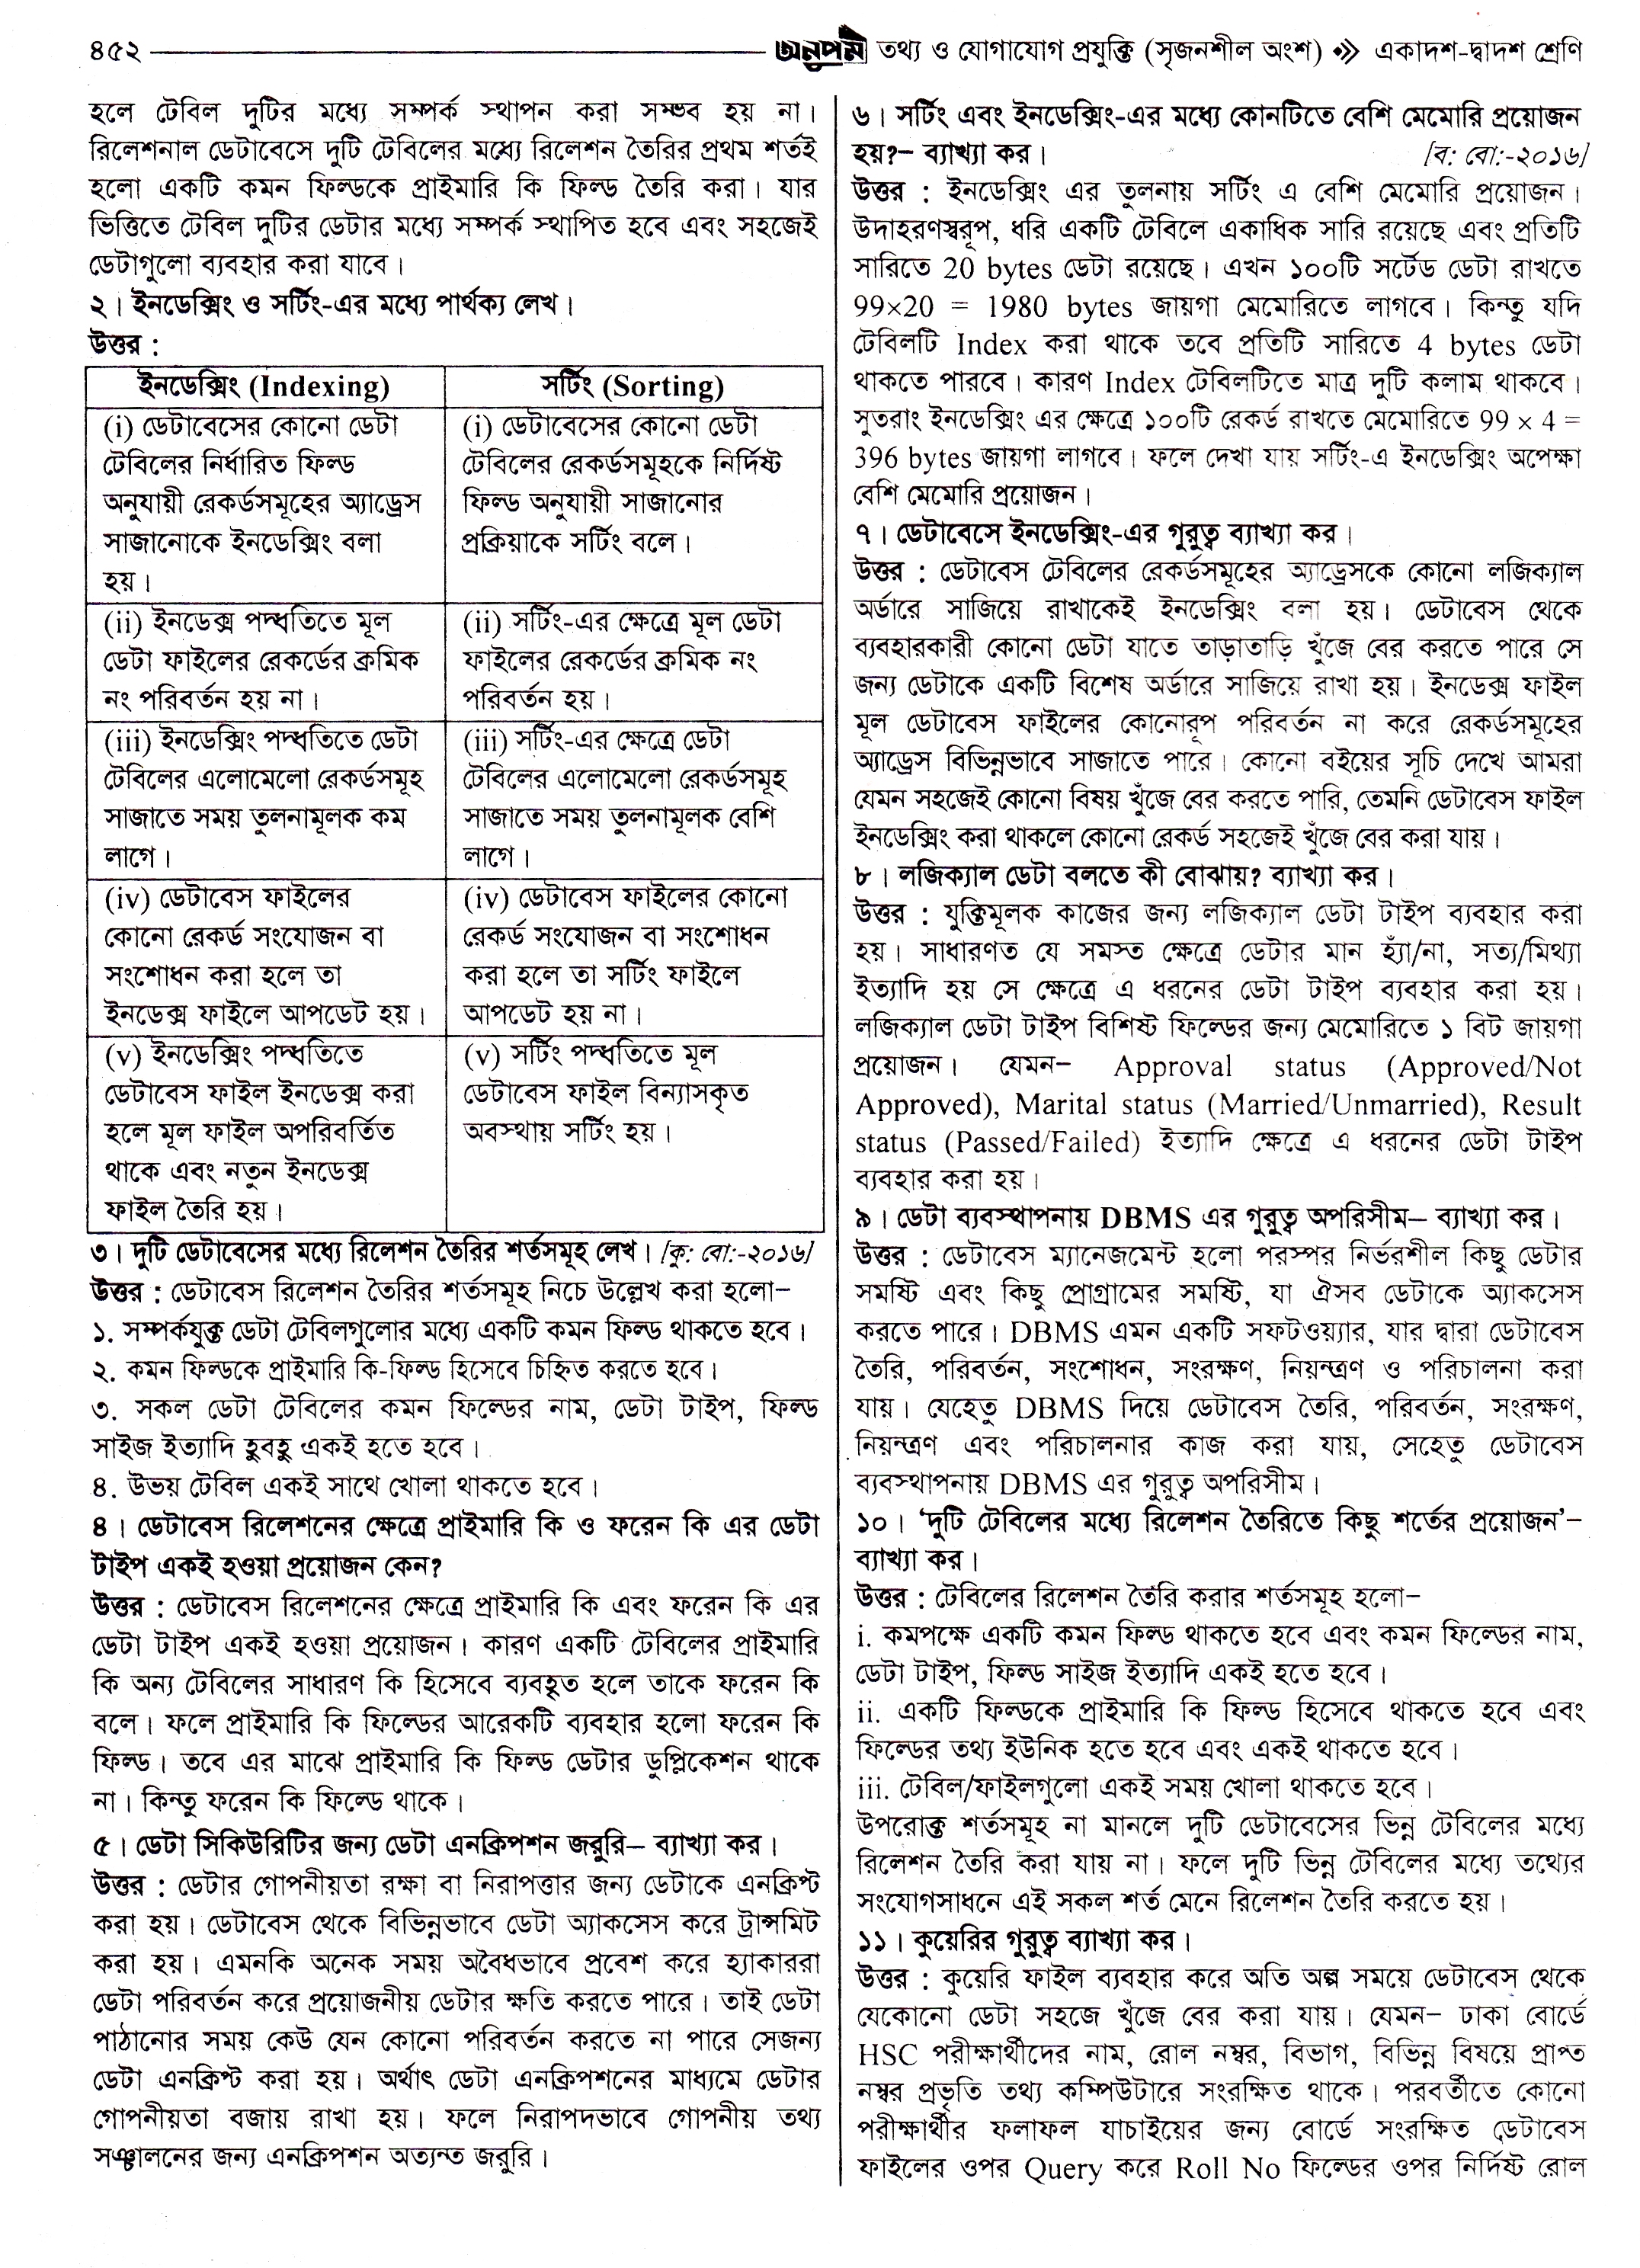 ৪৫২
অনুপম তথ্য ও যোগাযোগ প্রযুক্তি (সৃজনশীল অংশ) একাদশ-দ্বাদশ শ্রেণি
হলে টেবিল দুটির মধ্যে সম্পর্ক স্থাপন করা সম্ভব হয় না।
রিলেশনাল ডেটাবেসে দুটি টেবিলের মধ্যে রিলেশন তৈরির প্রথম শর্তই
হলো একটি কমন ফিল্ডকে প্রাইমারি কি ফিল্ড তৈরি করা। যার
ভিত্তিতে টেবিল দুটির ডেটার মধ্যে সম্পর্ক স্থাপিত হবে এবং সহজেই
ডেটাগুলো ব্যবহার করা যাবে।
২। ইনডেক্সিং ও সর্টিং-এর মধ্যে পার্থক্য লেখ।
উত্তর :
ইনডেক্সিং (Indexing)
(i) ডেটাবেসের কোনো ডেটা
টেবিলের নির্ধারিত ফিল্ড
অনুযায়ী রেকর্ডসমূহের অ্যাড্রেস
সাজানোকে ইনডেক্সিং বলা
হয়।
(ii) ইনডেক্স পদ্ধতিতে মূল
ডেটা ফাইলের রেকর্ডের ক্রমিক
নং পরিবর্তন হয় না।
(iii) ইনডেক্সিং পদ্ধতিতে ডেটা
টেবিলের এলোমেলো রেকর্ডসমূহ
সাজাতে সময় তুলনামূলক কম
লাগে।
(iv) ডেটাবেস ফাইলের
কোনো রেকর্ড সংযোজন বা
সংশোধন করা হলে তা
ইনডেক্স ফাইলে আপডেট হয়।
(v) ইনডেক্সিং পদ্ধতিতে
ডেটাবেস ফাইল ইনডেক্স করা
হলে মূল ফাইল অপরিবর্তিত
থাকে এবং নতুন ইনডেক্স
ফাইল তৈরি হয়।
সর্টিং (Sorting)
(i) ডেটাবেসের কোনো ডেটা
টেবিলের রেকর্ডসমূহকে নির্দিষ্ট
ফিল্ড অনুযায়ী সাজানোর
প্রক্রিয়াকে সর্টিং বলে।
(ii) সর্টিং-এর ক্ষেত্রে মূল ডেটা
ফাইলের রেকর্ডের ক্রমিক নং
পরিবর্তন হয়।
(iii) সর্টিং-এর ক্ষেত্রে ডেটা
টেবিলের এলোমেলো রেকর্ডসমূহ
সাজাতে সময় তুলনামূলক বেশি
লাগে।
(iv) ডেটাবেস ফাইলের কোনো
রেকর্ড সংযোজন বা সংশোধন
করা হলে তা সর্টিং ফাইলে
আপডেট হয় না।
(v) সর্টিং পদ্ধতিতে মূল
ডেটাবেস ফাইল বিন্যাসকৃত
অবস্থায় সর্টিং হয়।
৩। দুটি ডেটাবেসের মধ্যে রিলেশন তৈরির শর্তসমূহ লেখ। [কু: বো:-২০১৬]
উত্তর : ডেটাবেস রিলেশন তৈরির শর্তসমূহ নিচে উল্লেখ করা হলো–
১. সম্পর্কযুক্ত ডেটা টেবিলগুলোর মধ্যে একটি কমন ফিল্ড থাকতে হবে।
২. কমন ফিল্ডকে প্রাইমারি কি-ফিল্ড হিসেবে চিহ্নিত করতে হবে।
৩. সকল ডেটা টেবিলের কমন ফিল্ডের নাম, ডেটা টাইপ, ফিল্ড
সাইজ ইত্যাদি হুবহু একই হতে হবে।
৪. উভয় টেবিল একই সাথে খোলা থাকতে হবে।
৪। ডেটাবেস রিলেশনের ক্ষেত্রে প্রাইমারি কি ও ফরেন কি এর ডেটা
টাইপ একই হওয়া প্রয়োজন কেন?
উত্তর : ডেটাবেস রিলেশনের ক্ষেত্রে প্রাইমারি কি এবং ফরেন কি এর
ডেটা টাইপ একই হওয়া প্রয়োজন। কারণ একটি টেবিলের প্রাইমারি
কি অন্য টেবিলের সাধারণ কি হিসেবে ব্যবহৃত হলে তাকে ফরেন কি
বলে। ফলে প্রাইমারি কি ফিল্ডের আরেকটি ব্যবহার হলো ফরেন কি
ফিল্ড। তবে এর মাঝে প্রাইমারি কি ফিল্ড ডেটার ডুপ্লিকেশন থাকে
না। কিন্তু ফরেন কি ফিল্ডে থাকে।
৫। ডেটা সিকিউরিটির জন্য ডেটা এনক্রিপশন জরুরি– ব্যাখ্যা কর।
উত্তর : ডেটার গোপনীয়তা রক্ষা বা নিরাপত্তার জন্য ডেটাকে এনক্রিপ্ট
করা হয়। ডেটাবেস থেকে বিভিন্নভাবে ডেটা অ্যাকসেস করে ট্রান্সমিট
করা হয়। এমনকি অনেক সময় অবৈধভাবে প্রবেশ করে হ্যাকাররা
ডেটা পরিবর্তন করে প্রয়োজনীয় ডেটার ক্ষতি করতে পারে। তাই ডেটা
পাঠানোর সময় কেউ যেন কোনো পরিবর্তন করতে না পারে সেজন্য
ডেটা এনক্রিপ্ট করা হয়। অর্থাৎ ডেটা এনক্রিপশনের মাধ্যমে ডেটার
গোপনীয়তা বজায় রাখা হয়। ফলে নিরাপদভাবে গোপনীয় তথ্য
সঞ্চালনের জন্য এনক্রিপশন অত্যন্ত জরুরি।
৬। সর্টিং এবং ইনডেক্সিং-এর মধ্যে কোনটিতে বেশি মেমোরি প্রয়োজন
হয়?– ব্যাখ্যা কর। [ব: বো:-২০১৬]
উত্তর : ইনডেক্সিং এর তুলনায় সর্টিং এ বেশি মেমোরি প্রয়োজন।
উদাহরণস্বরূপ, ধরি একটি টেবিলে একাধিক সারি রয়েছে এবং প্রতিটি
সারিতে 20 bytes ডেটা রয়েছে। এখন ১০০টি সর্টেড ডেটা রাখতে
99×20 = 1980 bytes জায়গা মেমোরিতে লাগবে। কিন্তু যদি
টেবিলটি Index করা থাকে তবে প্রতিটি সারিতে 4 bytes ডেটা
থাকতে পারবে। কারণ Index টেবিলটিতে মাত্র দুটি কলাম থাকবে।
সুতরাং ইনডেক্সিং এর ক্ষেত্রে ১০০টি রেকর্ড রাখতে মেমোরিতে 99 × 4 =
396 bytes জায়গা লাগবে। ফলে দেখা যায় সর্টিং-এ ইনডেক্সিং অপেক্ষা
বেশি মেমোরি প্রয়োজন।
৭। ডেটাবেসে ইনডেক্সিং-এর গুরুত্ব ব্যাখ্যা কর।
উত্তর : ডেটাবেস টেবিলের রেকর্ডসমূহের অ্যাড্রেসকে কোনো লজিক্যাল
অর্ডারে সাজিয়ে রাখাকেই ইনডেক্সিং বলা হয়। ডেটাবেস থেকে
ব্যবহারকারী কোনো ডেটা যাতে তাড়াতাড়ি খুঁজে বের করতে পারে সে
জন্য ডেটাকে একটি বিশেষ অর্ডারে সাজিয়ে রাখা হয়। ইনডেক্স ফাইল
মূল ডেটাবেস ফাইলের কোনোরূপ পরিবর্তন না করে রেকর্ডসমূহের
অ্যাড্রেস বিভিন্নভাবে সাজাতে পারে। কোনো বইয়ের সূচি দেখে আমরা
যেমন সহজেই কোনো বিষয় খুঁজে বের করতে পারি, তেমনি ডেটাবেস ফাইল
ইনডেক্সিং করা থাকলে কোনো রেকর্ড সহজেই খুঁজে বের করা যায়।
৮। লজিক্যাল ডেটা বলতে কী বোঝায়? ব্যাখ্যা কর।
উত্তর : যুক্তিমূলক কাজের জন্য লজিক্যাল ডেটা টাইপ ব্যবহার করা
হয়। সাধারণত যে সমস্ত ক্ষেত্রে ডেটার মান হ্যাঁ/না, সত্য/মিথ্যা
ইত্যাদি হয় সে ক্ষেত্রে এ ধরনের ডেটা টাইপ ব্যবহার করা হয়।
লজিক্যাল ডেটা টাইপ বিশিষ্ট ফিল্ডের জন্য মেমোরিতে ১ বিট জায়গা
প্রয়োজন। যেমন– Approval status (Approved/Not
Approved), Marital status (Married/Unmarried), Result
status (Passed/Failed) ইত্যাদি ক্ষেত্রে এ ধরনের ডেটা টাইপ
ব্যবহার করা হয়।
৯। ডেটা ব্যবস্থাপনায় DBMS এর গুরুত্ব অপরিসীম– ব্যাখ্যা কর।
উত্তর : ডেটাবেস ম্যানেজমেন্ট হলো পরস্পর নির্ভরশীল কিছু ডেটার
সমষ্টি এবং কিছু প্রোগ্রামের সমষ্টি, যা ঐসব ডেটাকে অ্যাকসেস
করতে পারে। DBMS এমন একটি সফটওয়্যার, যার দ্বারা ডেটাবেস
তৈরি, পরিবর্তন, সংশোধন, সংরক্ষণ, নিয়ন্ত্রণ ও পরিচালনা করা
যায়। যেহেতু DBMS দিয়ে ডেটাবেস তৈরি, পরিবর্তন, সংরক্ষণ,
নিয়ন্ত্রণ এবং পরিচালনার কাজ করা যায়, সেহেতু ডেটাবেস
ব্যবস্থাপনায় DBMS এর গুরুত্ব অপরিসীম।
১০। ‘দুটি টেবিলের মধ্যে রিলেশন তৈরিতে কিছু শর্তের প্রয়োজন’–
ব্যাখ্যা কর।
উত্তর : টেবিলের রিলেশন তৈরি করার শর্তসমূহ হলো–
i. কমপক্ষে একটি কমন ফিল্ড থাকতে হবে এবং কমন ফিল্ডের নাম,
ডেটা টাইপ, ফিল্ড সাইজ ইত্যাদি একই হতে হবে।
ii. একটি ফিল্ডকে প্রাইমারি কি ফিল্ড হিসেবে থাকতে হবে এবং
ফিল্ডের তথ্য ইউনিক হতে হবে এবং একই থাকতে হবে।
iii. টেবিল/ফাইলগুলো একই সময় খোলা থাকতে হবে।
উপরোক্ত শর্তসমূহ না মানলে দুটি ডেটাবেসের ভিন্ন টেবিলের মধ্যে
রিলেশন তৈরি করা যায় না। ফলে দুটি ভিন্ন টেবিলের মধ্যে তথ্যের
সংযোগসাধনে এই সকল শর্ত মেনে রিলেশন তৈরি করতে হয়।
১১। কুয়েরির গুরুত্ব ব্যাখ্যা কর।
উত্তর : কুয়েরি ফাইল ব্যবহার করে অতি অল্প সময়ে ডেটাবেস থেকে
যেকোনো ডেটা সহজে খুঁজে বের করা যায়। যেমন– ঢাকা বোর্ডে
HSC পরীক্ষার্থীদের নাম, রোল নম্বর, বিভাগ, বিভিন্ন বিষয়ে প্রাপ্ত
নম্বর প্রভৃতি তথ্য কম্পিউটারে সংরক্ষিত থাকে। পরবর্তীতে কোনো
পরীক্ষার্থীর ফলাফল যাচাইয়ের জন্য বোর্ডে সংরক্ষিত ডেটাবেস
ফাইলের ওপর Query করে Roll No ফিল্ডের ওপর নির্দিষ্ট রোল